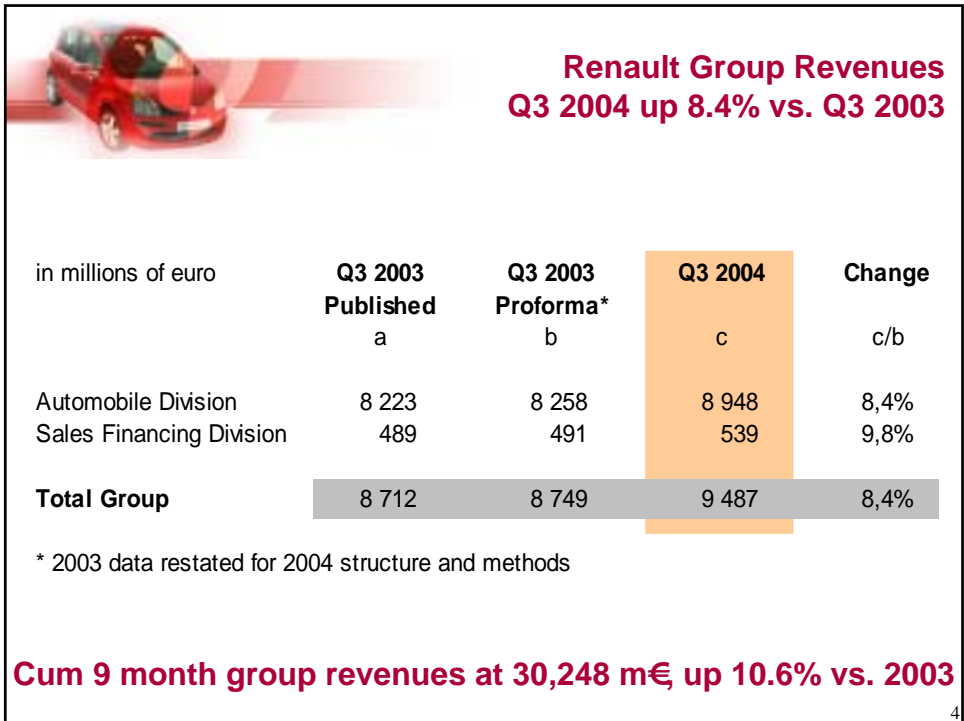 Renault Group Revenues
Q3 2004 up 8.4% vs. Q3 2003
in millions of euro Q3 2003 Q3 2003 Q3 2004 Change
Published Proforma*
a b c c/b
Automobile Division 8 223 8 258 8 948 8,4%
Sales Financing Division 489 491 539 9,8%
Total Group 8 712 8 749 9 487 8,4%
* 2003 data restated for 2004 structure and methods
Cum 9 month group revenues at 30,248 m€, up 10.6% vs. 2003
4